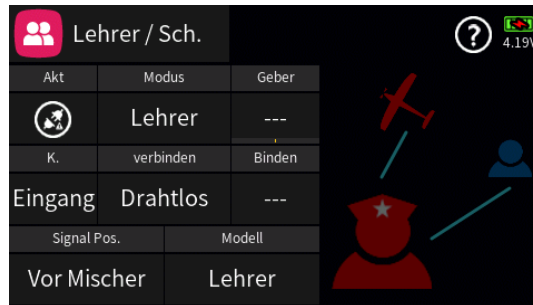 Lehrer / Sch.
4.19V
Akt Modus Geber
Lehrer ---
K. verbinden Binden
Eingang Drahtlos ---
Signal Pos. Modell
Vor Mischer Lehrer